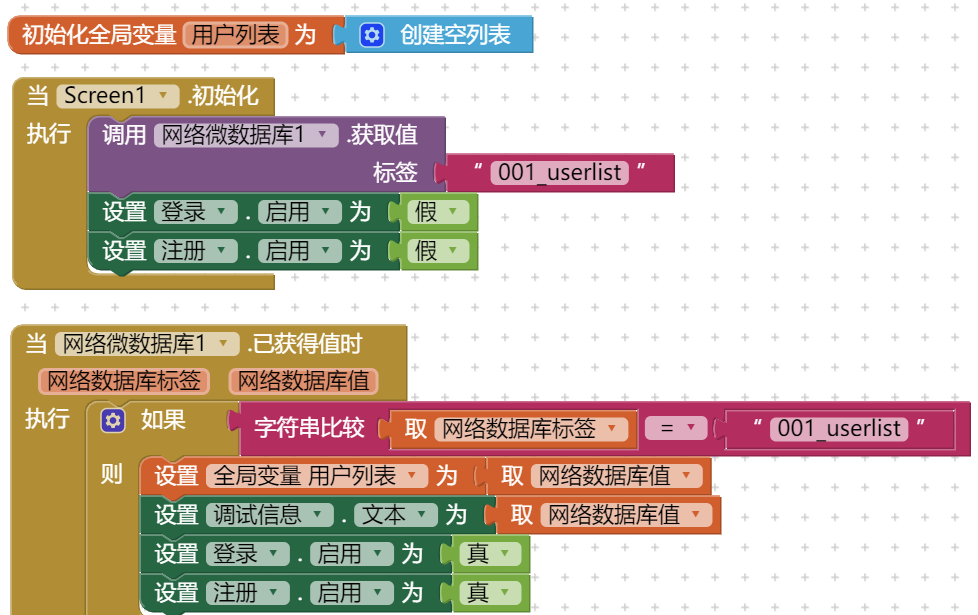 初始化全局变量 用户列表 为 创建空列表
当 Screen1 .初始化
执行 调用 网络微数据库1 .获取值
标签 “ 001_userlist ”
设置 登录 . 启用 为 假
设置 注册 . 启用 为 假
当 网络微数据库1 .已获得值时
网络数据库标签 网络数据库值
执行 如果 字符串比较 取 网络数据库标签 = “ 001_userlist ”
则 设置 全局变量 用户列表 为 取 网络数据库值
设置 调试信息 . 文本 为 取 网络数据库值
设置 登录 . 启用 为 真
设置 注册 . 启用 为 真